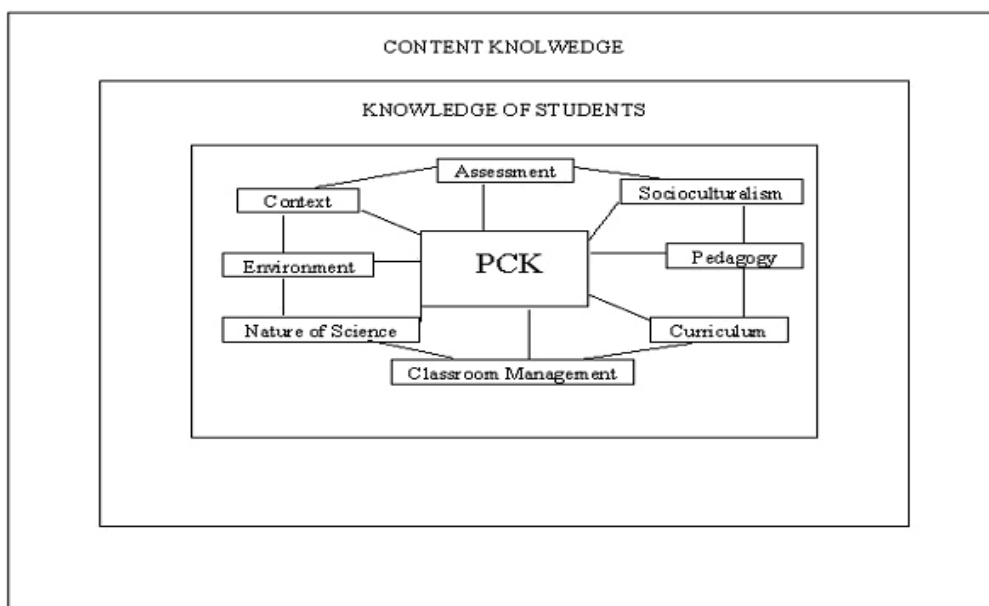 CONTENT KNOLWEDGE
KNOWLEDGE OF STUDENTS
Assessment
Context
Socioculturalism
Environment
PCK
Pedagogy
Nature of Science
Curriculum
Classroom Management